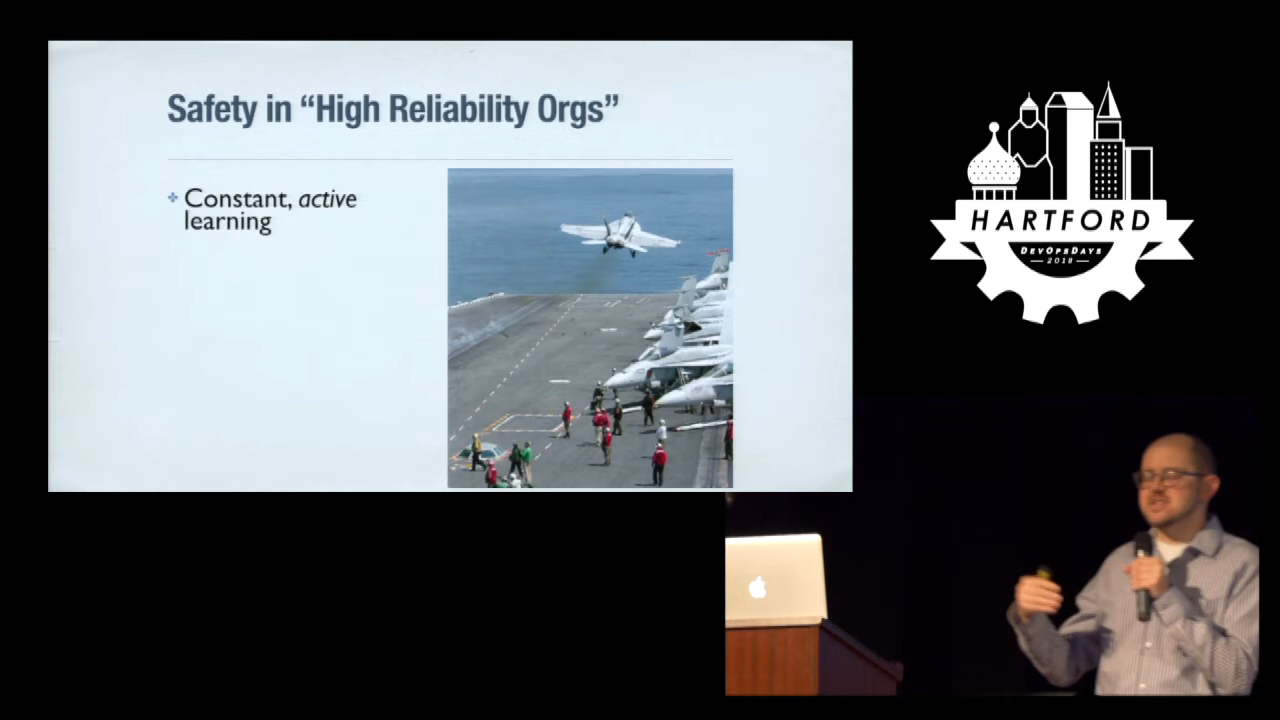 Safety in “High Reliability Orgs”
Constant, active
learning
HARTFORD
DEVOPSDAYS
2018